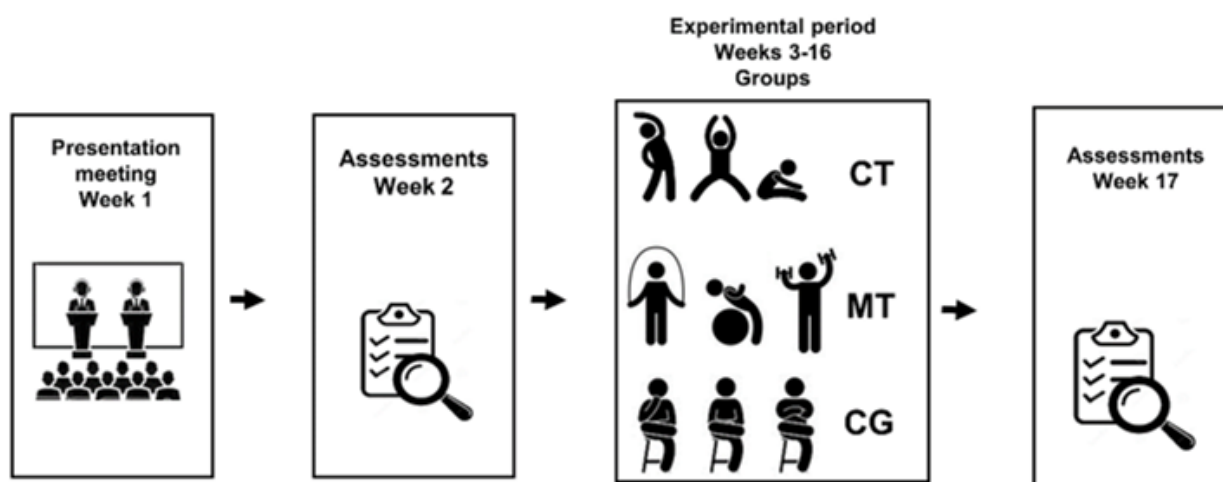 Presentation
meeting
Week 1
Assessments
Week 2
Experimental period
Weeks 3-16
Groups
CT
MT
CG
Assessments
Week 17